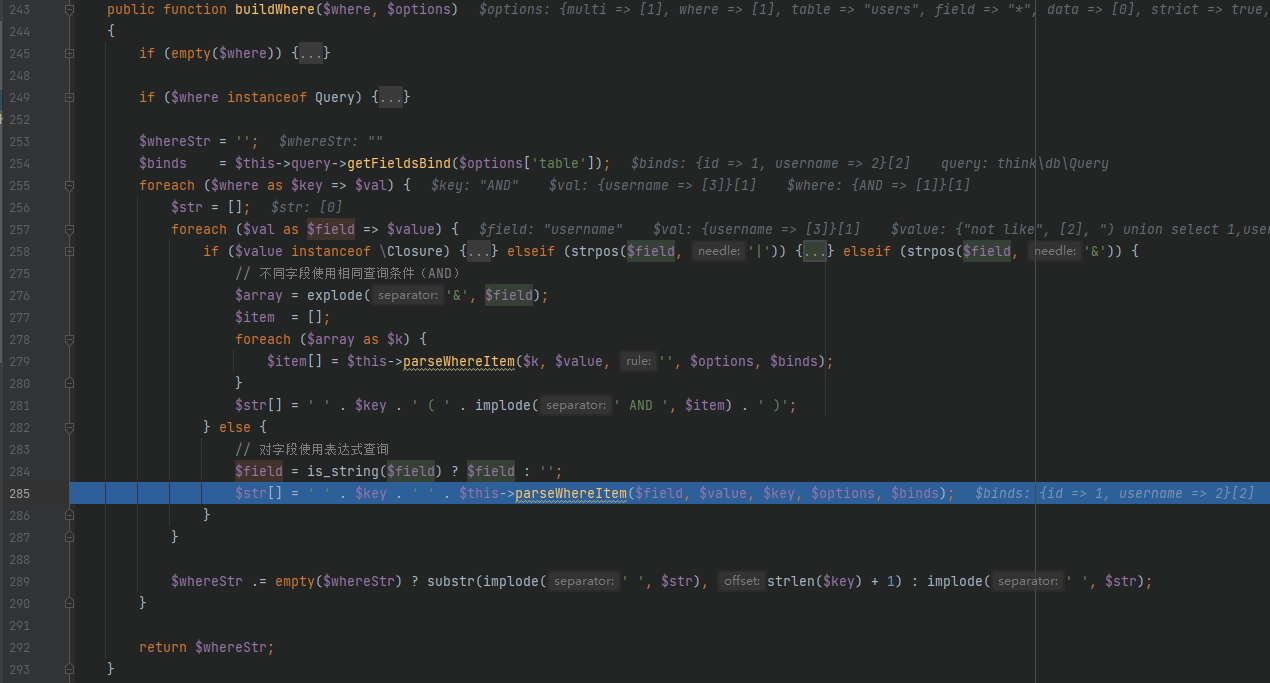 243 public function buildWhere($where, $options) $options: {multi => [1], where => [1], table => "users", field => "*", data => [0], strict => true,
244 {
245 if (empty($where)) {...}
248
249 if ($where instanceof Query) {...}
252
253 $whereStr = ''; $whereStr: ""
254 $binds = $this->query->getFieldsBind($options['table']); $binds: {id => 1, username => 2}[2] query: think\db\Query
255 foreach ($where as $key => $val) { $key: "AND" $val: {username => [3]}[1] $where: {AND => [1]}[1]
256 $str = []; $str: [0]
257 foreach ($val as $field => $value) { $field: "username" $val: {username => [3]}[1] $value: {"not like", [2], ") union select 1,use
258 if ($value instanceof \Closure) {...} elseif (strpos($field, needle: '|')) {...} elseif (strpos($field, needle: '&')) {
275 // 不同字段使用相同查询条件（AND）
276 $array = explode( separator: '&', $field);
277 $item = [];
278 foreach ($array as $k) {
279 $item[] = $this->parseWhereItem($k, $value, rule: '', $options, $binds);
280 }
281 $str[] = ' ' . $key . ' ( ' . implode( separator: ' AND ', $item) . ' )';
282 } else {
283 // 对字段使用表达式查询
284 $field = is_string($field) ? $field : '';
285 $str[] = ' ' . $key . ' ' . $this->parseWhereItem($field, $value, $key, $options, $binds); $binds: {id => 1, username => 2}[2]
286 }
287 }
288
289 $whereStr .= empty($whereStr) ? substr(implode( separator: ' ', $str), offset: strlen($key) + 1) : implode( separator: ' ', $str);
290 }
291
292 return $whereStr;
293 }